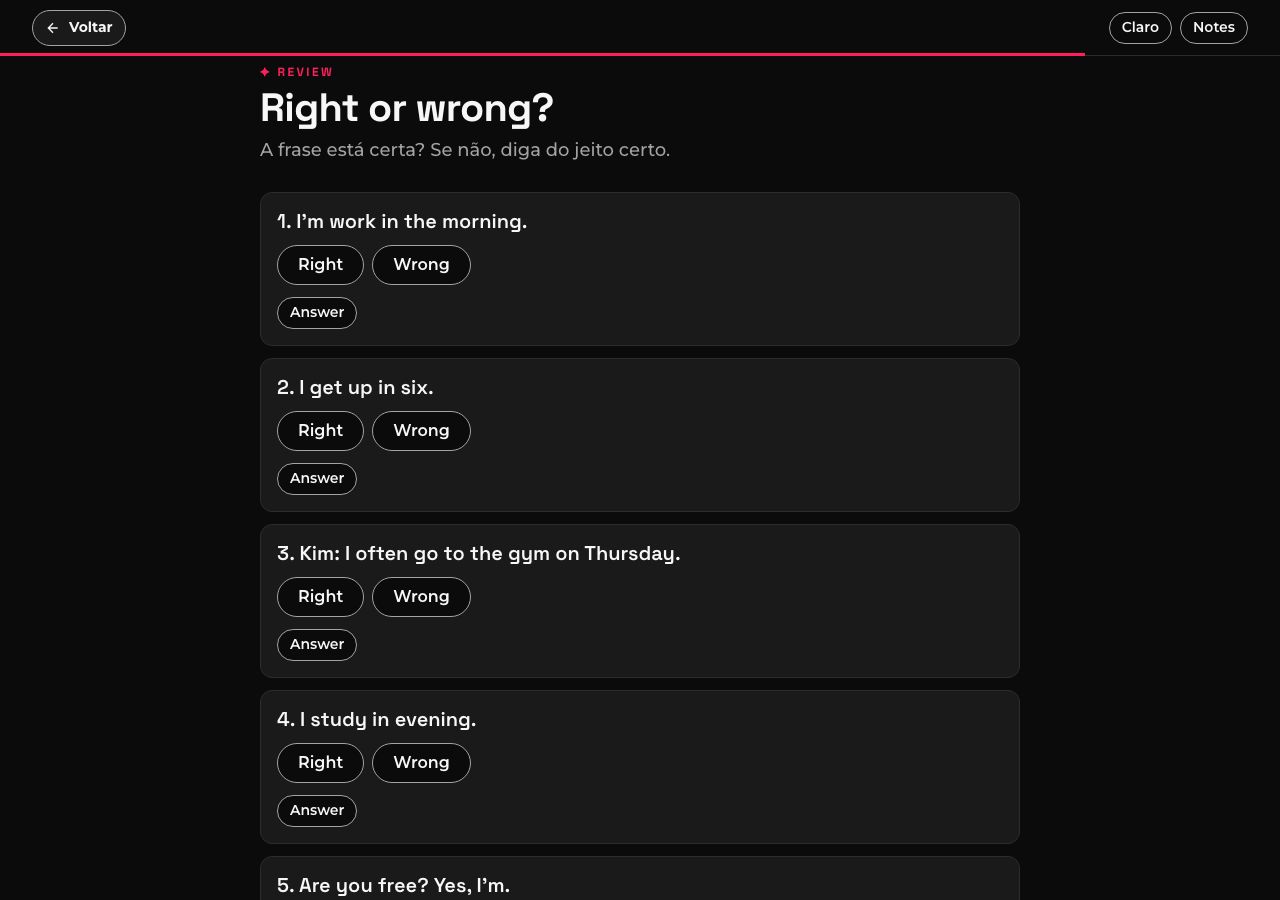 ← Voltar
Claro
Notes
✦ REVIEW
Right or wrong?
A frase está certa? Se não, diga do jeito certo.
1. I'm work in the morning.
Right
Wrong
Answer
2. I get up in six.
Right
Wrong
Answer
3. Kim: I often go to the gym on Thursday.
Right
Wrong
Answer
4. I study in evening.
Right
Wrong
Answer
5. Are you free? Yes, I'm.